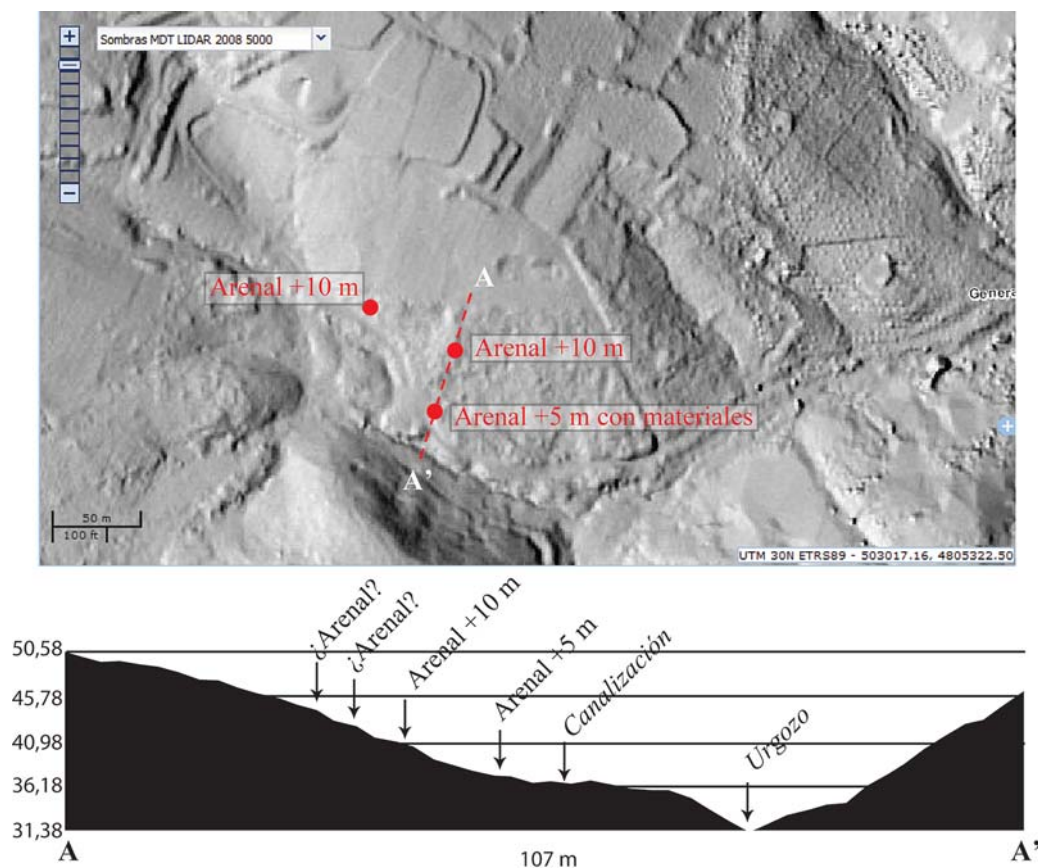 Sombras MDT LIDAR 2008 5000
Arenal +10 m
A
Genera
Arenal +10 m
Arenal +5 m con materiales
A’
50 m
100 ft
UTM 30N ETRS89 - 503017.16, 4805322.50
¿Arenal?
¿Arenal?
Arenal +10 m
Arenal +5 m
Canalización
Urgozo
50,58
45,78
40,98
36,18
31,38
A
107 m
A’